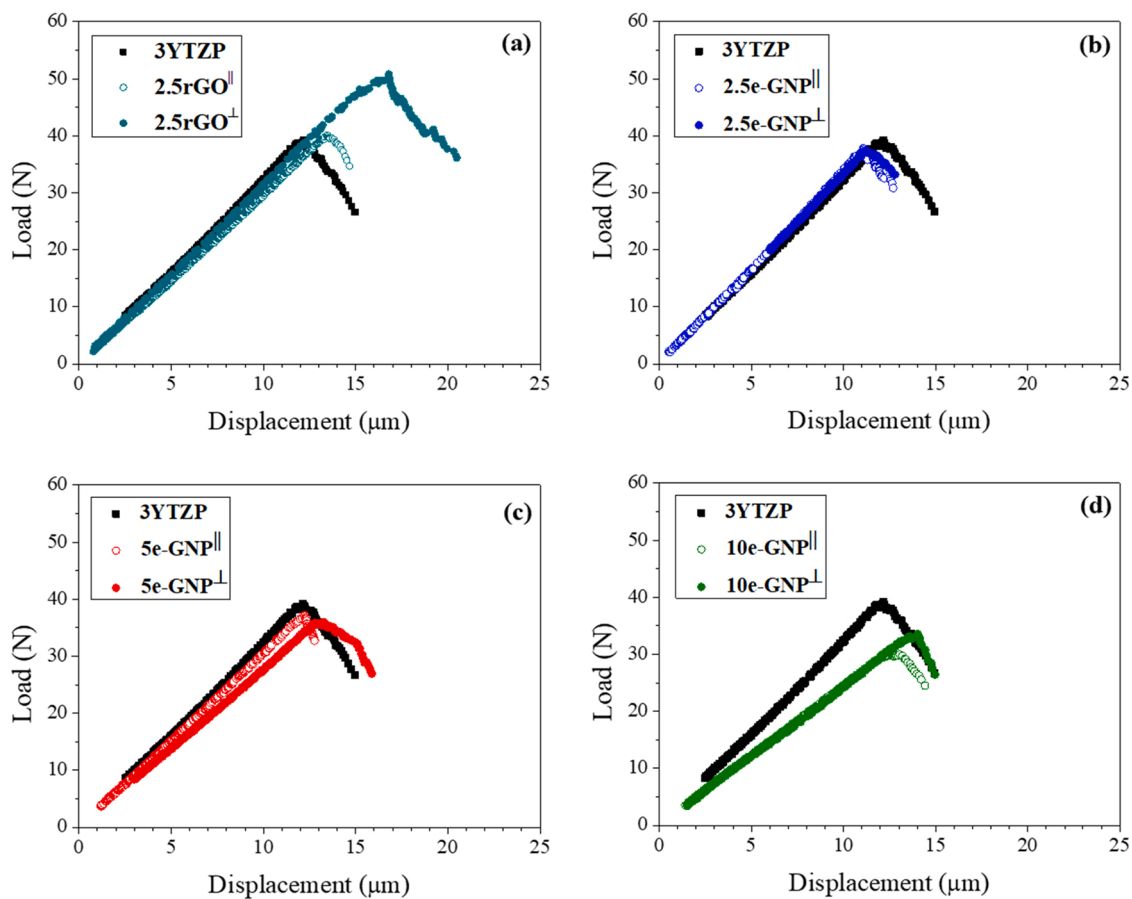 60
50
40
30
20
10
0
Load (N)
3YTZP
2.5rGO||
2.5rGO⊥
(a)
0 5 10 15 20 25
Displacement (μm)
60
50
40
30
20
10
0
Load (N)
3YTZP
2.5e-GNP||
2.5e-GNP⊥
(b)
0 5 10 15 20 25
Displacement (μm)
60
50
40
30
20
10
0
Load (N)
3YTZP
5e-GNP||
5e-GNP⊥
(c)
0 5 10 15 20 25
Displacement (μm)
60
50
40
30
20
10
0
Load (N)
3YTZP
10e-GNP||
10e-GNP⊥
(d)
0 5 10 15 20 25
Displacement (μm)